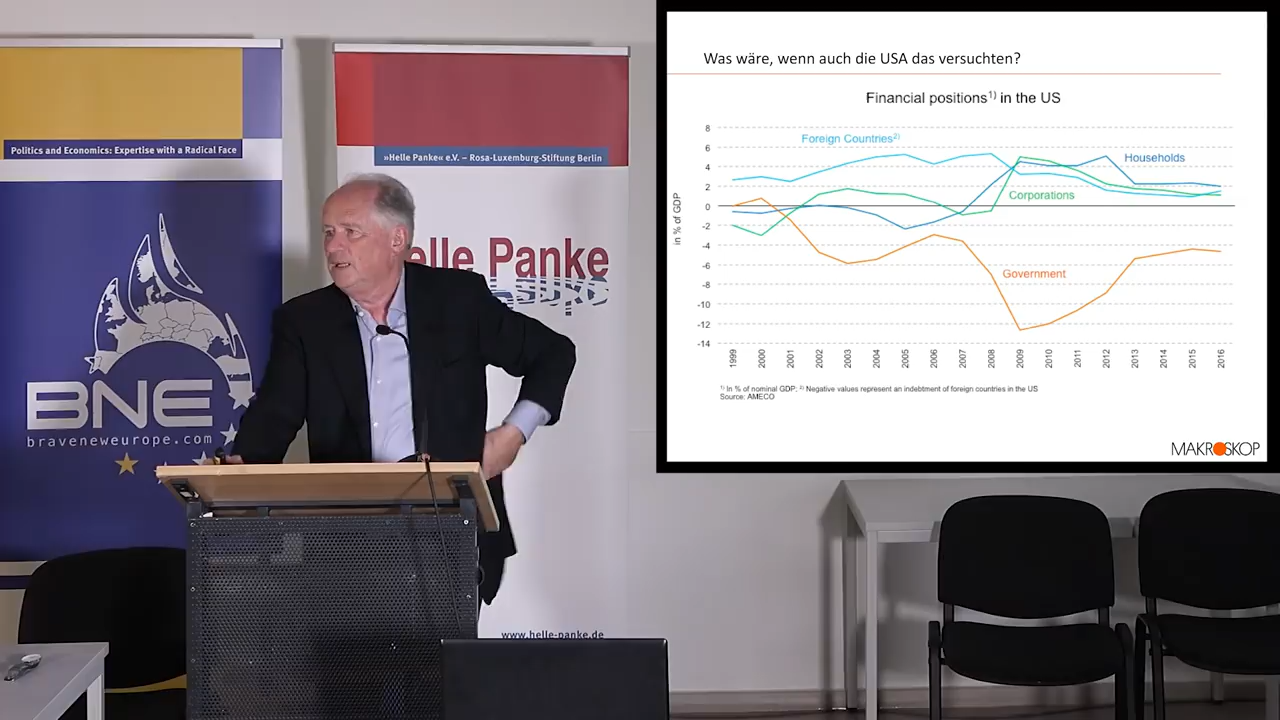 Politics and Economics: Expertise with a Radical Face
BNE
braveneweurope.com
»Helle Panke« e.V. – Rosa-Luxemburg-Stiftung Berlin
elle Panke
www.helle-panke.de
Was wäre, wenn auch die USA das versuchten?
Financial positions1) in the US
in % of GDP
8
6
4
2
0
-2
-4
-6
-8
-10
-12
-14
Foreign Countries2)
Households
Corporations
Government
1999 2000 2001 2002 2003 2004 2005 2006 2007 2008 2009 2010 2011 2012 2013 2014 2015 2016
1) In % of nominal GDP; 2) Negative values represent an indebtment of foreign countries in the US
Source: AMECO
MAKROSKOP